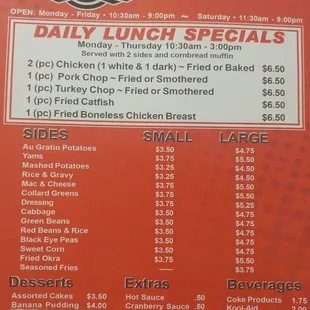 OPEN: Monday - Friday • 10:30am - 9:00pm ~ Saturday • 11:30am - 9:00pm
DAILY LUNCH SPECIALS
Monday - Thursday 10:30am - 3:00pm
Served with 2 sides and cornbread muffin
2 (pc) Chicken (1 white & 1 dark) ~ Fried or Baked $6.50
1 (pc) Pork Chop ~ Fried or Smothered $6.50
1 (pc) Turkey Chop ~ Fried or Smothered $6.50
1 (pc) Fried Catfish $6.50
1 (pc) Fried Boneless Chicken Breast $6.50
SIDES SMALL LARGE
Au Gratin Potatoes $3.50 $4.75
Yams $3.75 $5.50
Mashed Potatoes $3.25 $4.50
Rice & Gravy $3.25 $4.50
Mac & Cheese $3.75 $5.50
Collard Greens $3.75 $5.50
Dressing $3.75 $5.25
Cabbage $3.50 $4.75
Green Beans $3.50 $4.75
Red Beans & Rice $3.50 $4.75
Black Eye Peas $3.50 $4.75
Sweet Corn $3.50 $4.75
Fried Okra $3.75 $5.50
Seasoned Fries ------ $3.75
Desserts Extras Beverages
Assorted Cakes $3.50 Hot Sauce .50 Coke Products 1.75
Banana Pudding $4.00 Cranberry Sauce .50 Kool-Aid 2.00